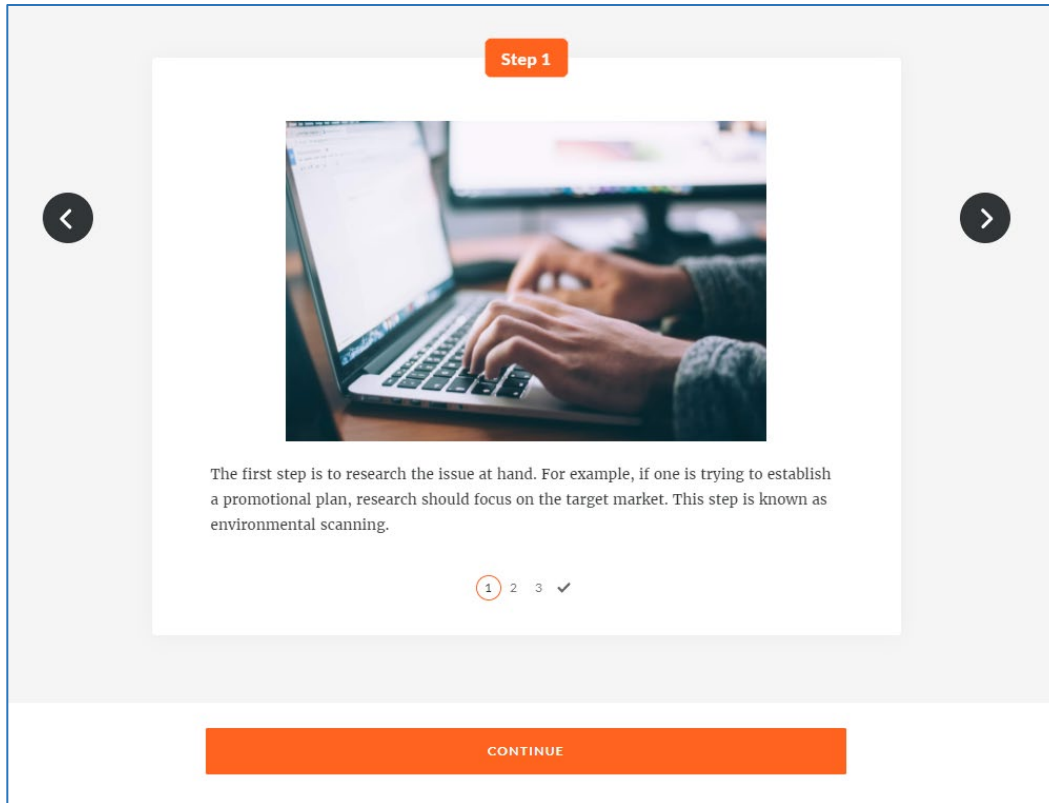 Step 1
The first step is to research the issue at hand. For example, if one is trying to establish
a promotional plan, research should focus on the target market. This step is known as
environmental scanning.
1 2 3
CONTINUE